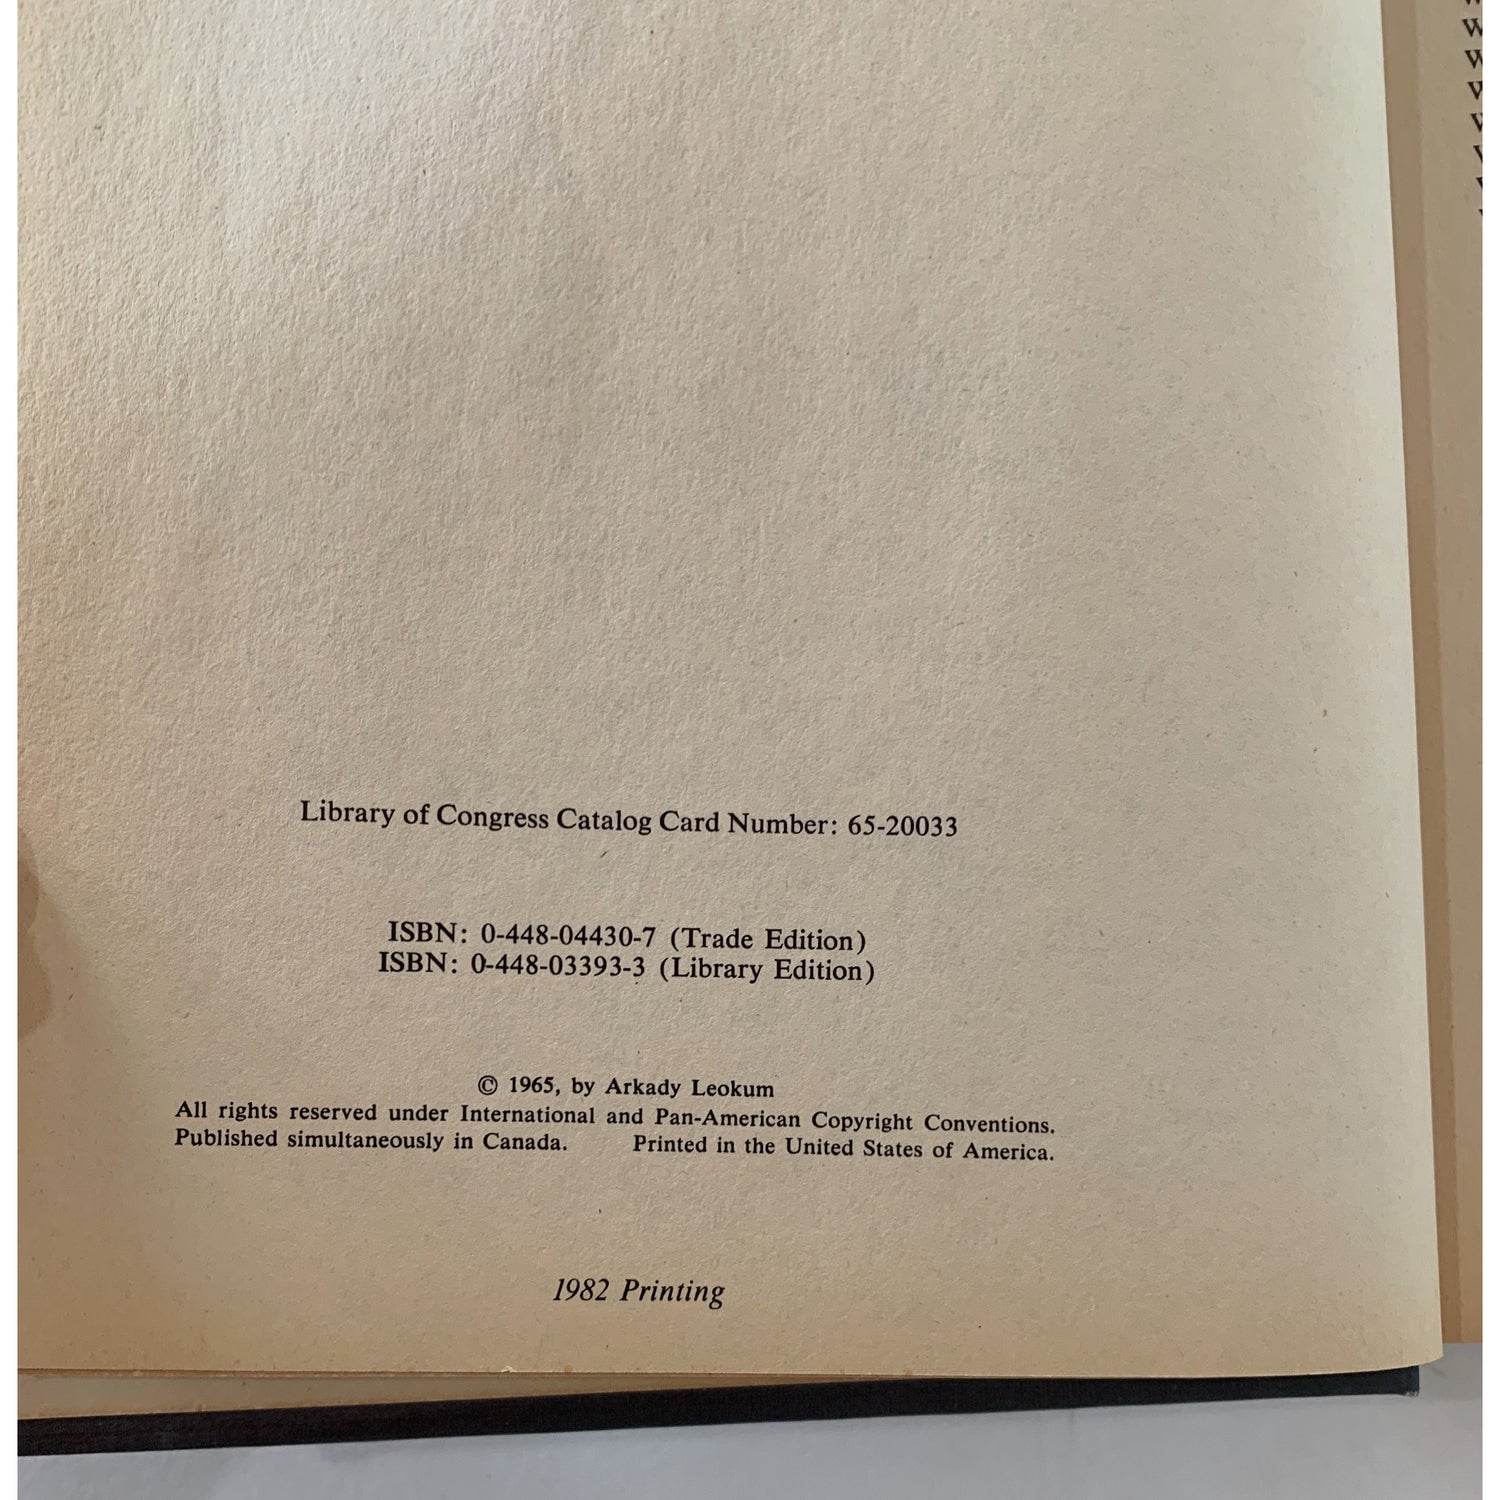 Library of Congress Catalog Card Number: 65-20033
ISBN: 0-448-04430-7 (Trade Edition)
ISBN: 0-448-03393-3 (Library Edition)
© 1965, by Arkady Leokum
All rights reserved under International and Pan-American Copyright Conventions.
Published simultaneously in Canada. Printed in the United States of America.
1982 Printing